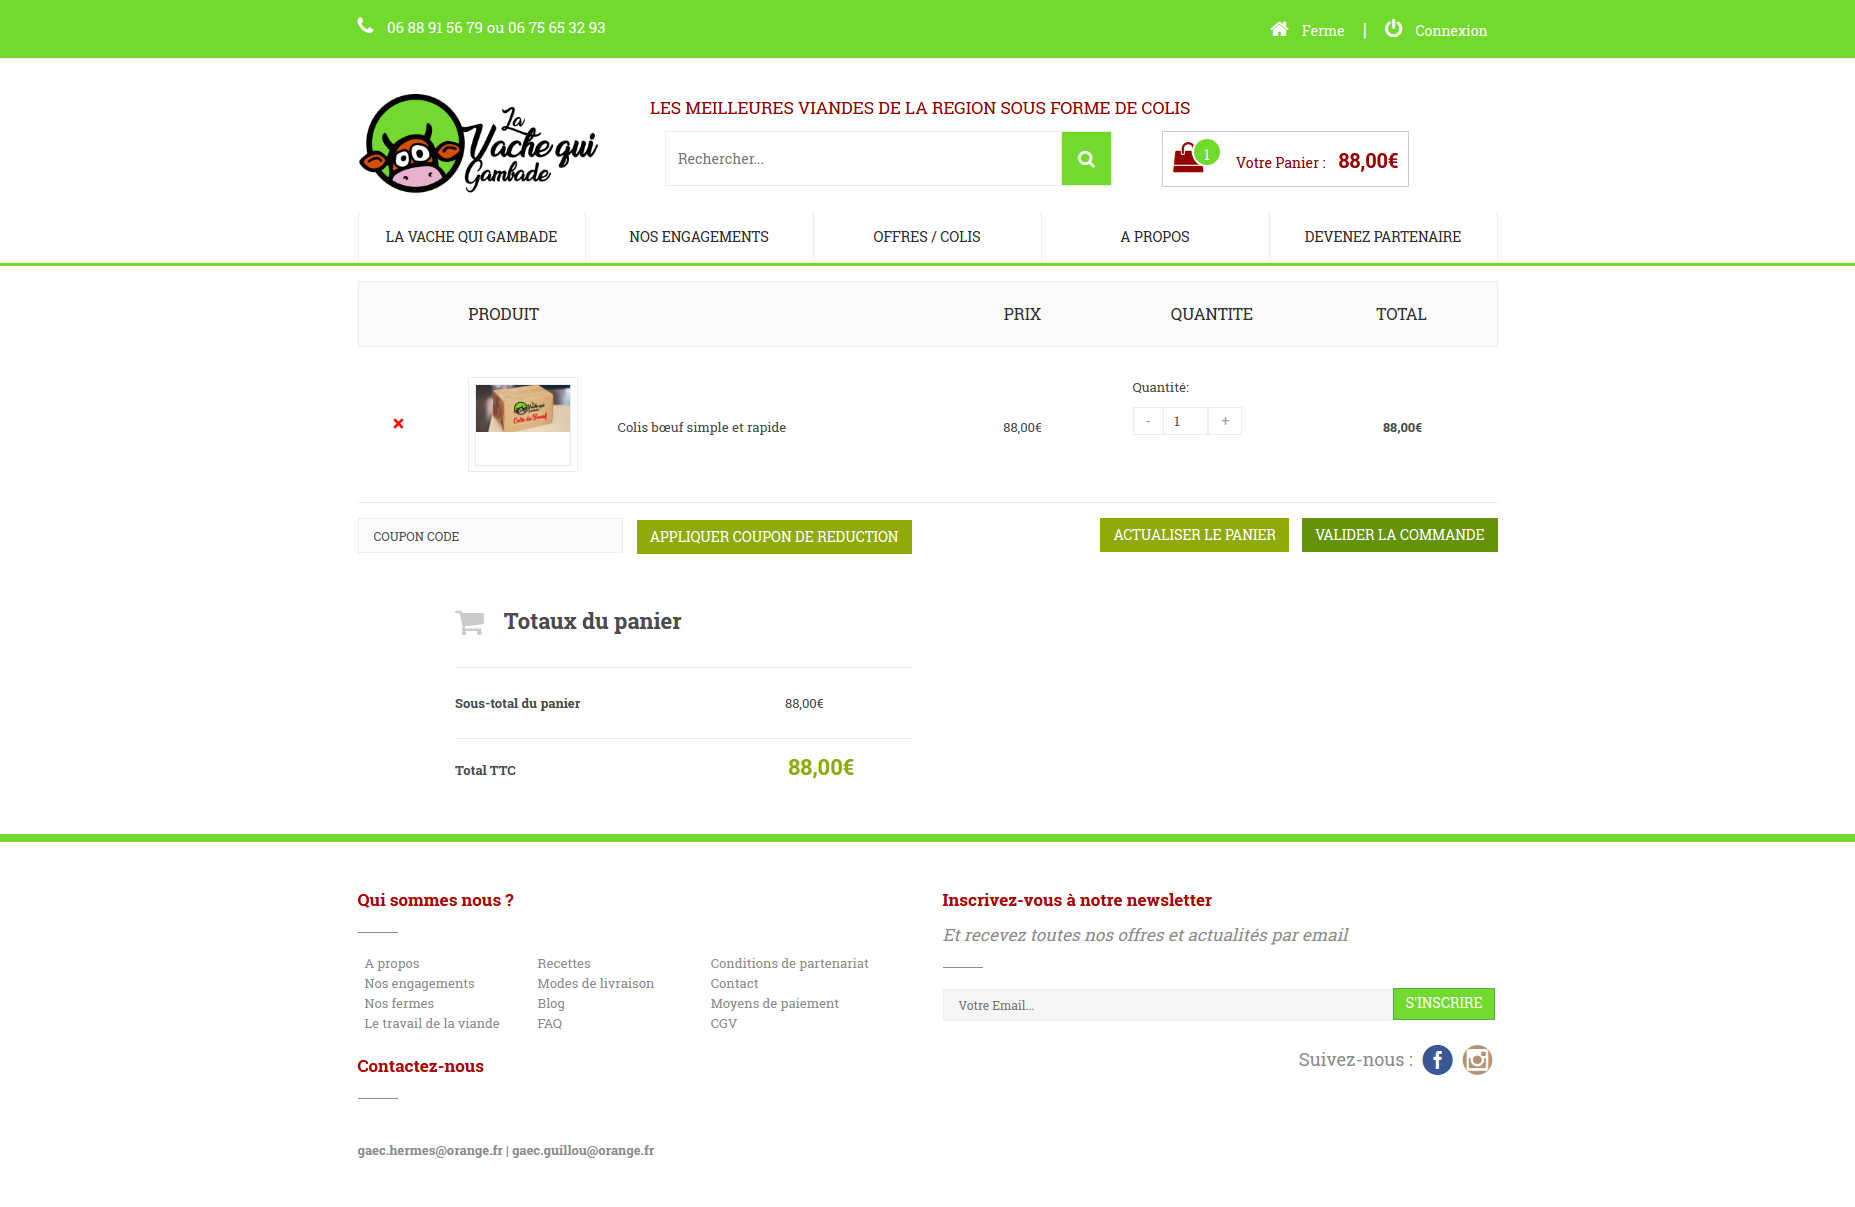 06 88 91 56 79 ou 06 75 65 32 93
Ferme | Connexion
La Vache qui Gambade
LES MEILLEURES VIANDES DE LA REGION SOUS FORME DE COLIS
Rechercher...
1
Votre Panier : 88,00€
LA VACHE QUI GAMBADE
NOS ENGAGEMENTS
OFFRES / COLIS
A PROPOS
DEVENEZ PARTENAIRE
PRODUIT PRIX QUANTITE TOTAL
Quantité:
- 1 +
Colis bœuf simple et rapide 88,00€ 88,00€
COUPON CODE
APPLIQUER COUPON DE REDUCTION
ACTUALISER LE PANIER
VALIDER LA COMMANDE
Totaux du panier
Sous-total du panier 88,00€
Total TTC 88,00€
Qui sommes nous ?
A propos
Nos engagements
Nos fermes
Le travail de la viande
Recettes
Modes de livraison
Blog
FAQ
Conditions de partenariat
Contact
Moyens de paiement
CGV
Contactez-nous
gaec.hermes@orange.fr | gaec.guillou@orange.fr
Inscrivez-vous à notre newsletter
Et recevez toutes nos offres et actualités par email
Votre Email...
S'INSCRIRE
Suivez-nous :